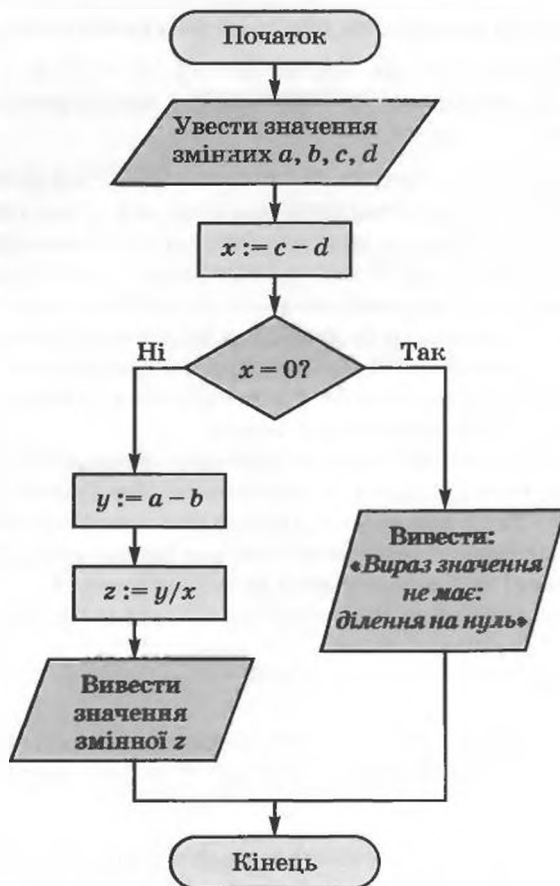 Початок
Увести значення
змінних a, b, c, d
x := c – d
Ні
x = 0?
Так
y := a – b
z := y/x
Вивести
значення
змінної z
Вивести:
«Вираз значення
не має:
ділення на нуль»
Кінець